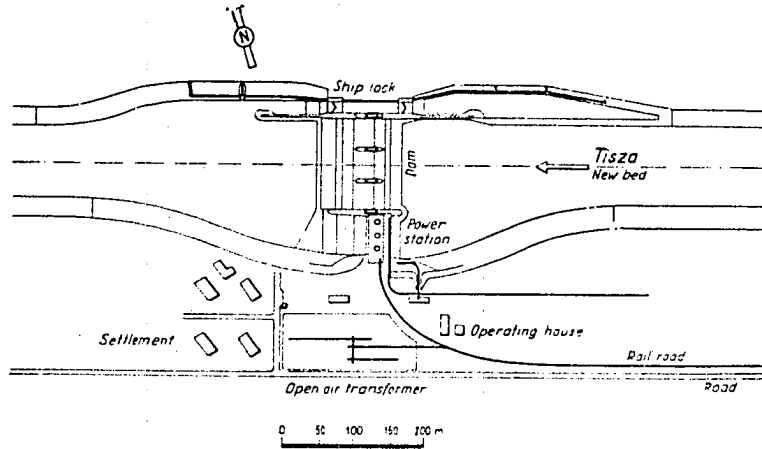 N
Ship lock
Dam
Tisza
New bed
Power
station
Settlement
Operating house
Rail road
Open air transformer
Road
0 50 100 150 200 m